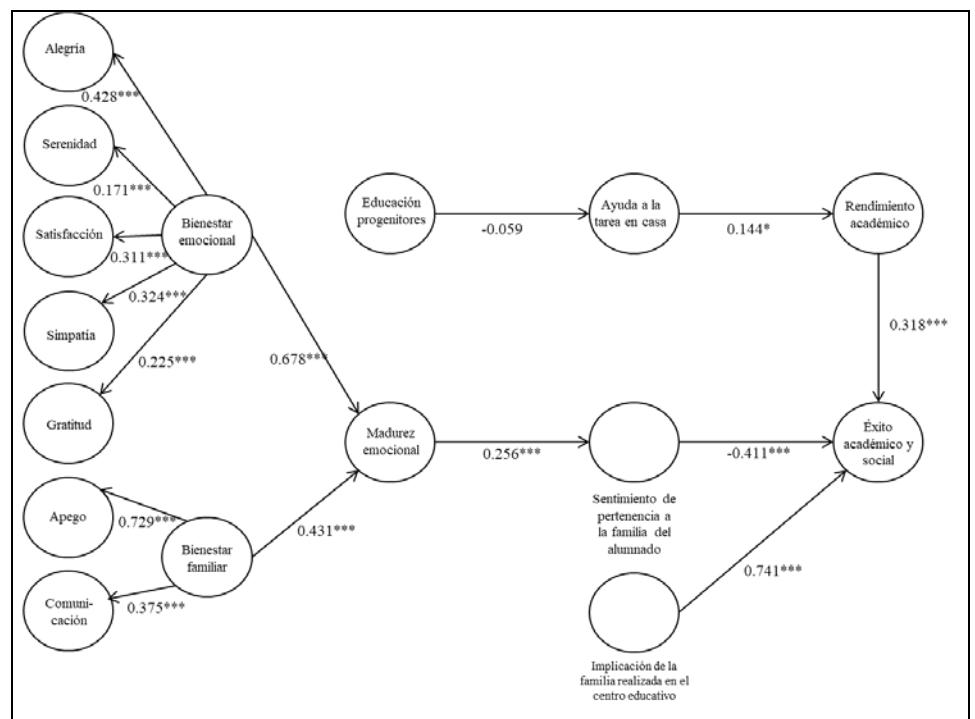 Alegría
0.428***
Serenidad
0.171***
Satisfacción
0.311***
0.324***
Simpatía
0.225***
Gratitud
Bienestar
emocional
0.678***
Apego
0.729***
Comuni-
cación
0.375***
Bienestar
familiar
0.431***
Madurez
emocional
0.256***
Educación
progenitores
-0.059
Ayuda a la
tarea en casa
0.144*
Rendimiento
académico
0.318***
Sentimiento de
pertenencia a
la familia del
alumnado
-0.411***
Éxito
académico y
social
0.741***
Implicación de la
familia realizada en el
centro educativo